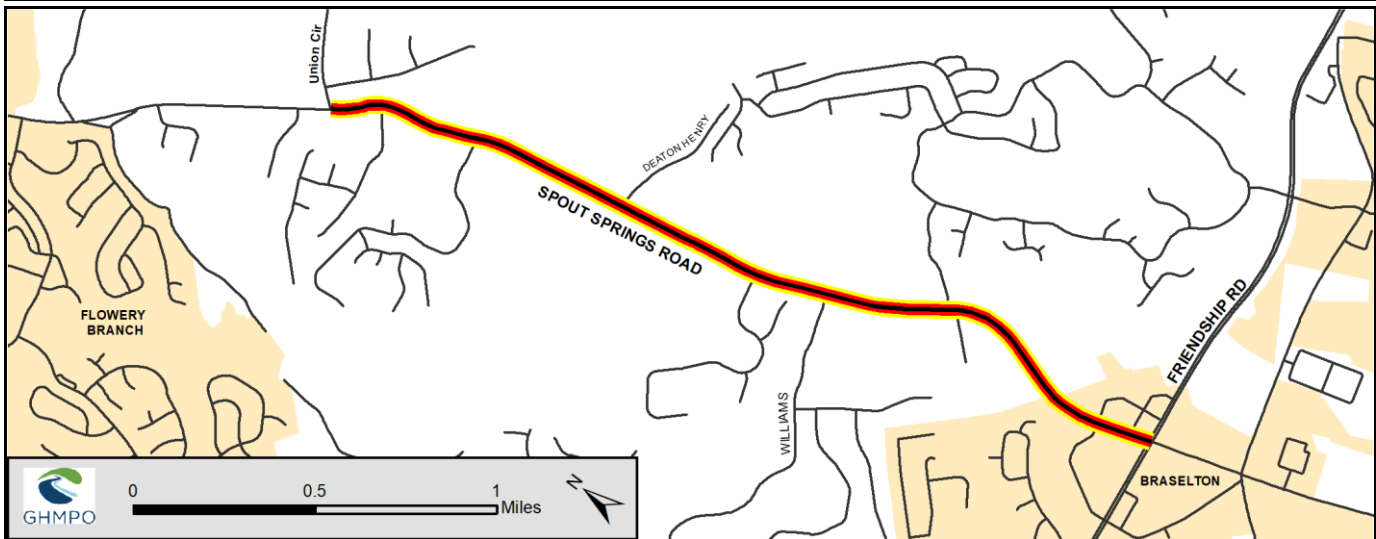 Union Cir
DEATON HENRY
SPOUT SPRINGS ROAD
FLOWERY
BRANCH
FRIENDSHIP RD
WILLIAMS
BRASELTON
GHMPO
0 0.5 1
Miles
N